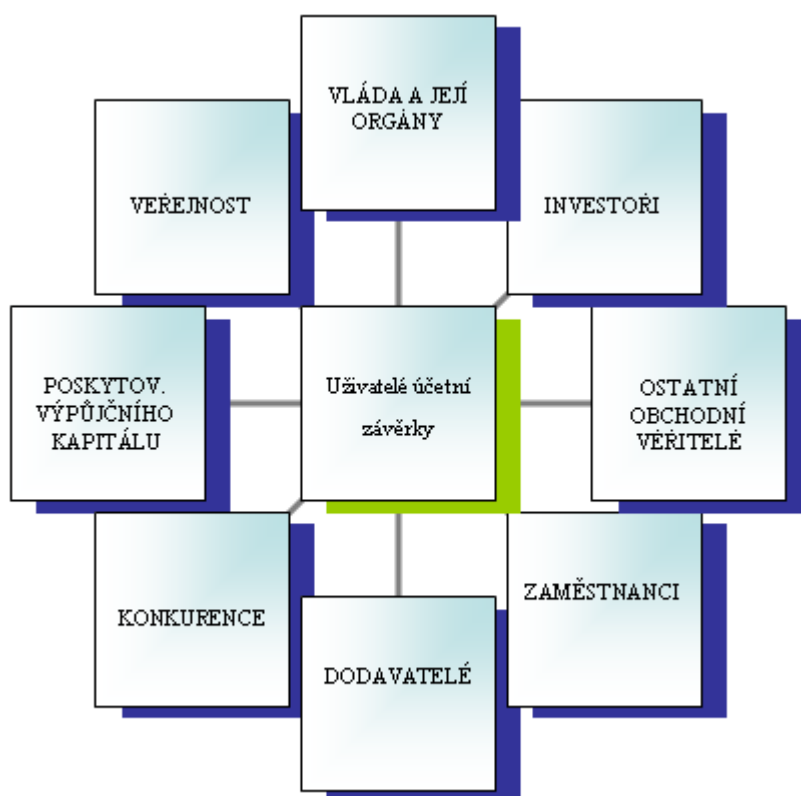 VLÁDA A JEJÍ
ORGÁNY
VEŘEJNOST
INVESTOŘI
POSKYTOV.
VÝPŮJČNÍHO
KAPITÁLU
Uživatelé účetní
závěrky
OSTATNÍ
OBCHODNÍ
VĚŘITELÉ
KONKURENCE
ZAMĚSTNANCI
DODAVATELÉ